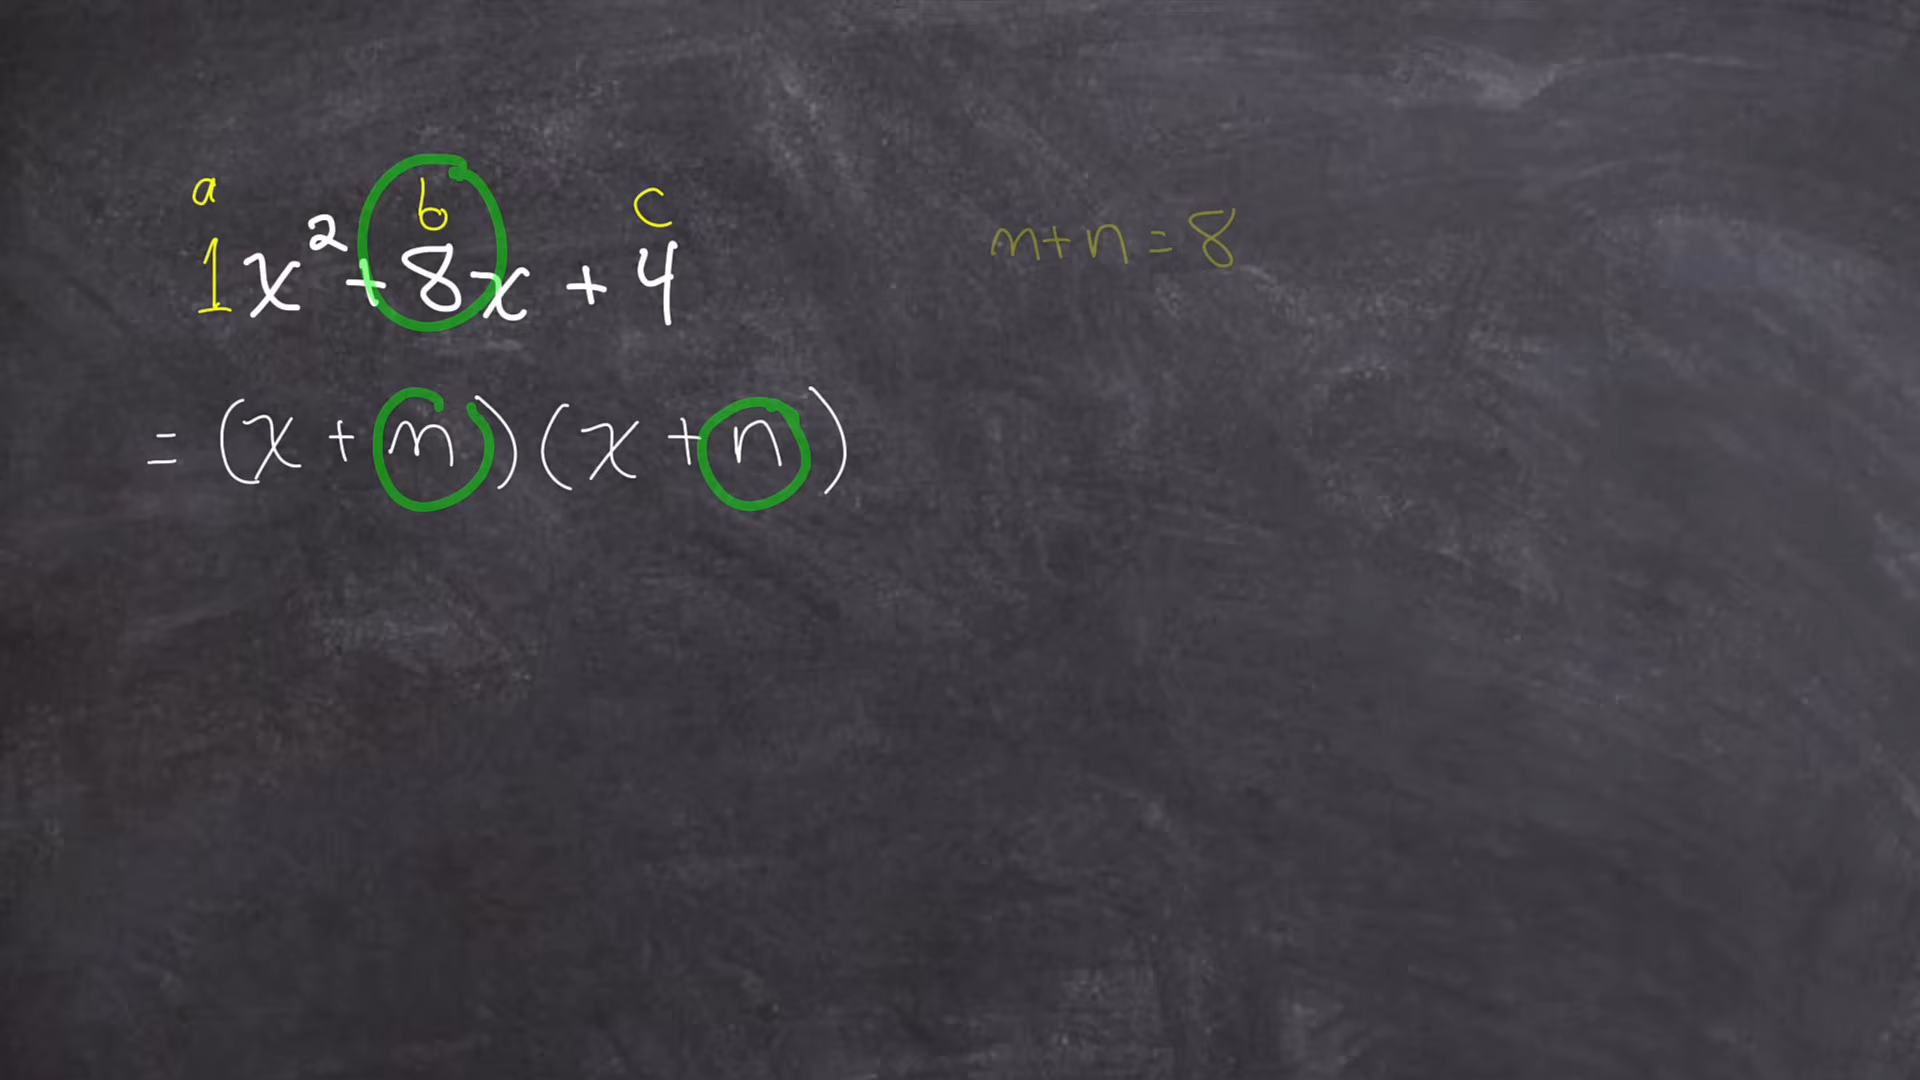 a b c
1x² + 8x + 4
m+n = 8
= (x + m)(x + n)